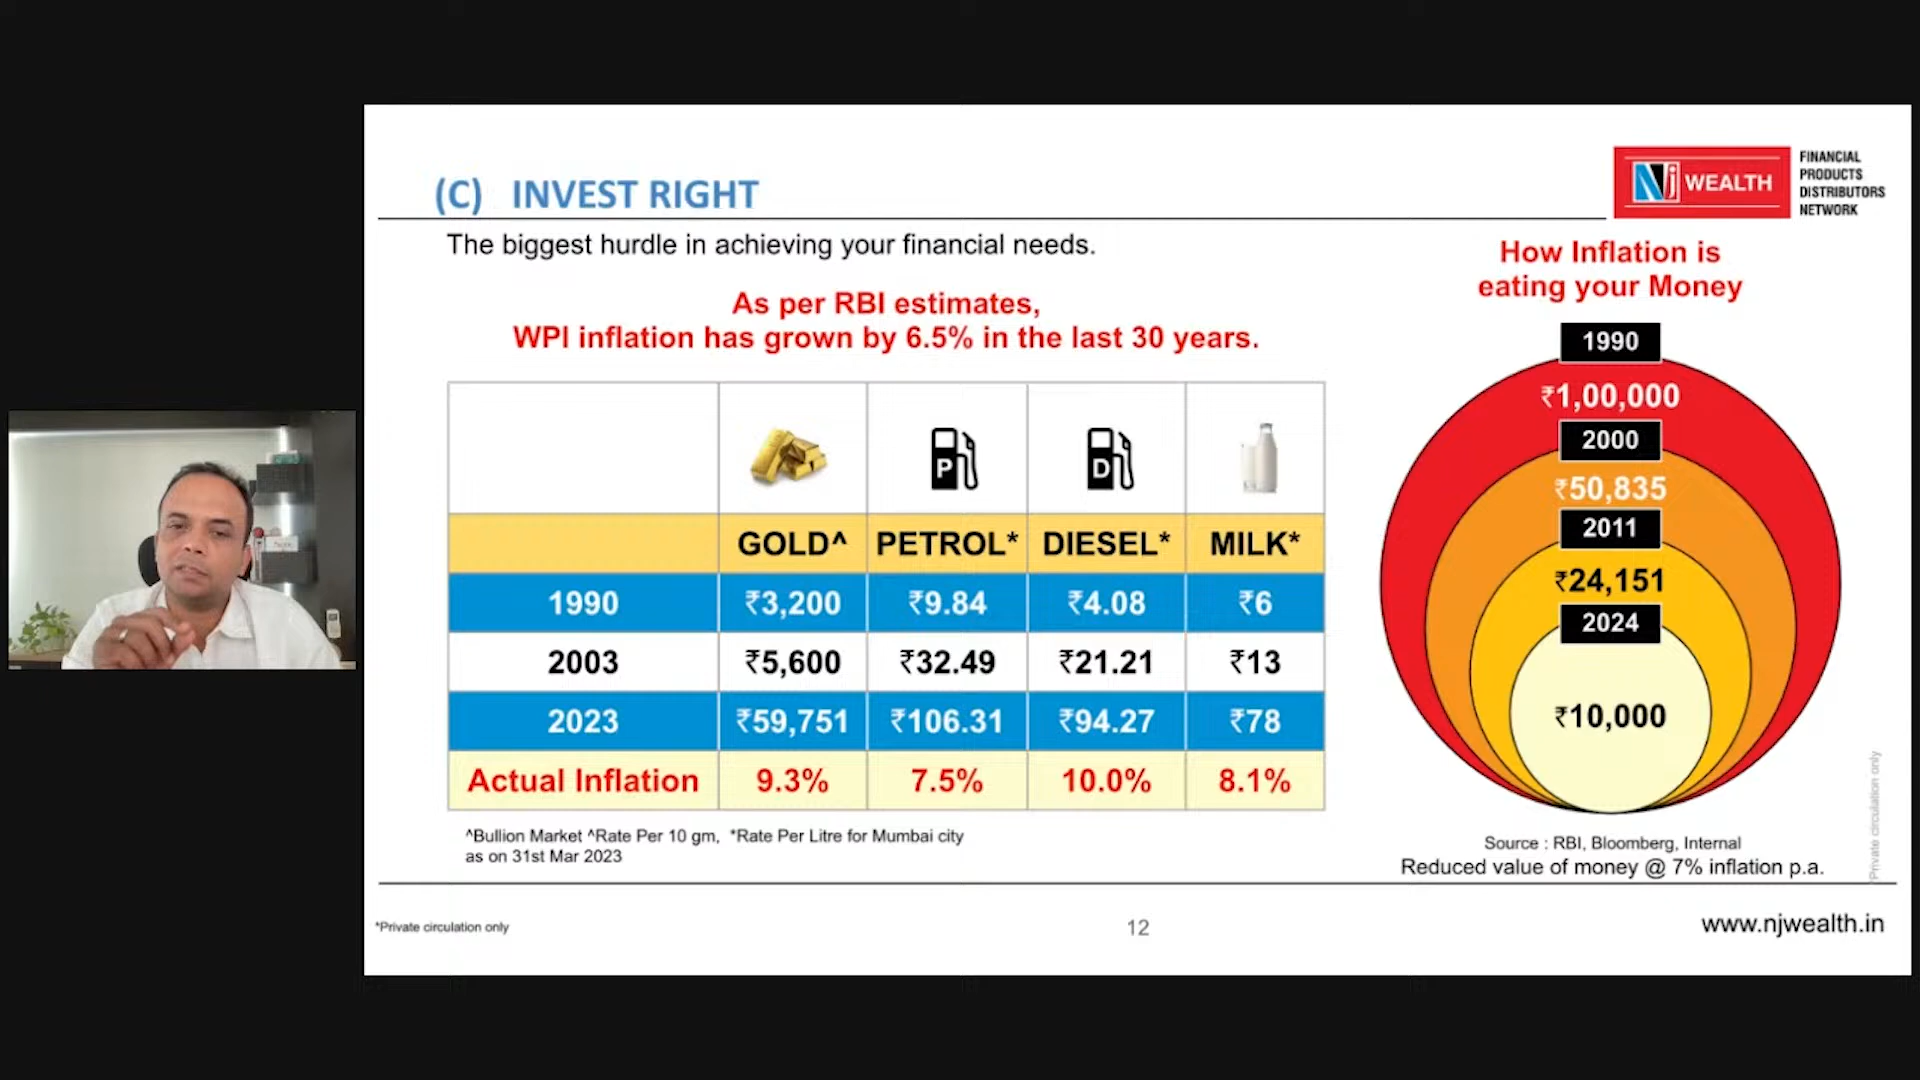 (C) INVEST RIGHT
Nj WEALTH
FINANCIAL
PRODUCTS
DISTRIBUTORS
NETWORK
The biggest hurdle in achieving your financial needs.
As per RBI estimates,
WPI inflation has grown by 6.5% in the last 30 years.
GOLD^ PETROL* DIESEL* MILK*
P D
1990 ₹3,200 ₹9.84 ₹4.08 ₹6
2003 ₹5,600 ₹32.49 ₹21.21 ₹13
2023 ₹59,751 ₹106.31 ₹94.27 ₹78
Actual Inflation 9.3% 7.5% 10.0% 8.1%
^Bullion Market ^Rate Per 10 gm, *Rate Per Litre for Mumbai city
as on 31st Mar 2023
How Inflation is
eating your Money
1990
₹1,00,000
2000
₹50,835
2011
₹24,151
2024
₹10,000
Source : RBI, Bloomberg, Internal
Reduced value of money @ 7% inflation p.a.
*Private circulation only
*Private circulation only
12
www.njwealth.in